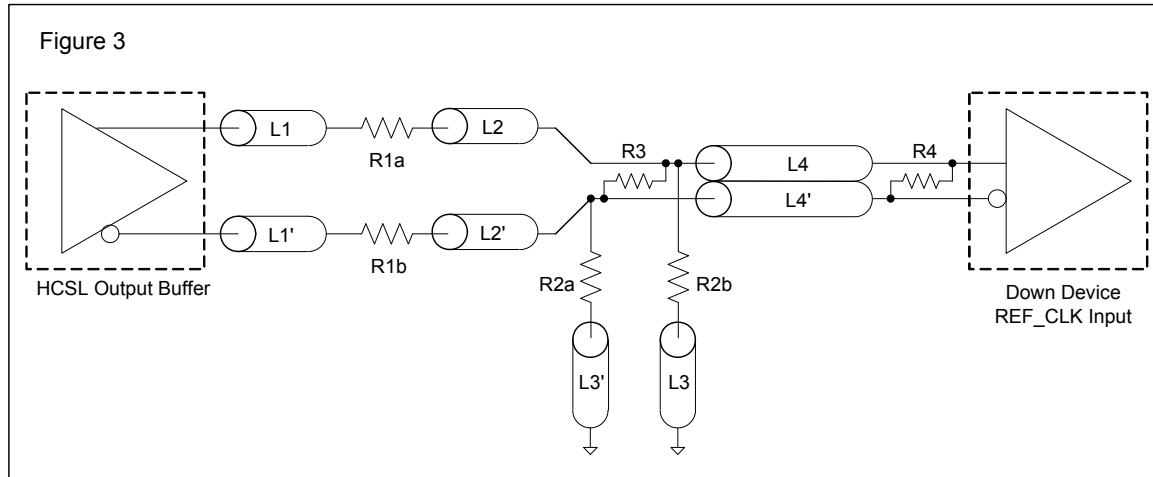 Figure 3
L1
R1a
L2
R3
L4
R4
L4'
L1'
R1b
L2'
R2a
R2b
L3'
L3
HCSL Output Buffer
Down Device
REF_CLK Input